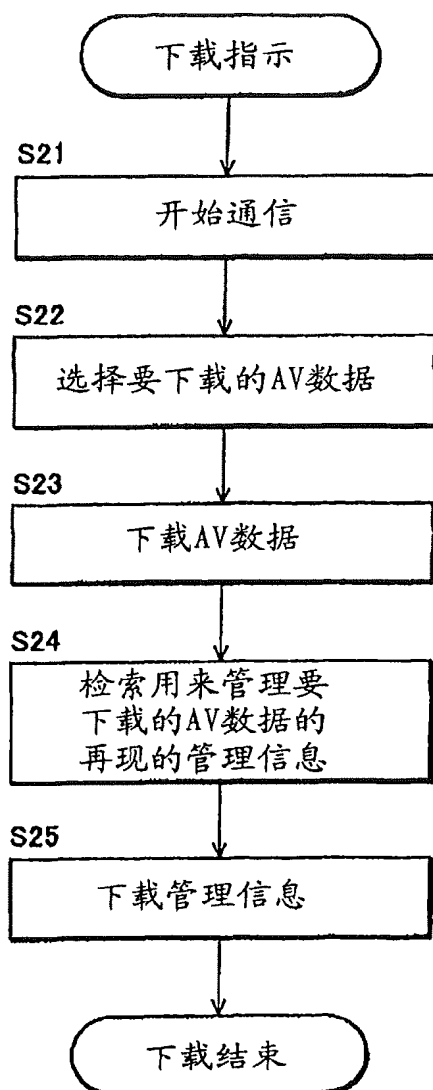 下载指示
S21
开始通信
S22
选择要下载的AV数据
S23
下载AV数据
S24
检索用来管理要
下载的AV数据的
再现的管理信息
S25
下载管理信息
下载结束